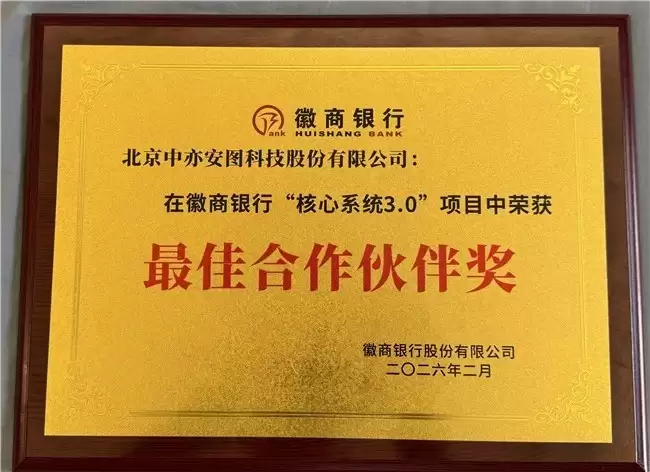 徽商银行
ank HUISHANG BANK
北京中亦安图科技股份有限公司：
在徽商银行“核心系统3.0”项目中荣获
最佳合作伙伴奖
徽商银行股份有限公司
二〇二六年二月